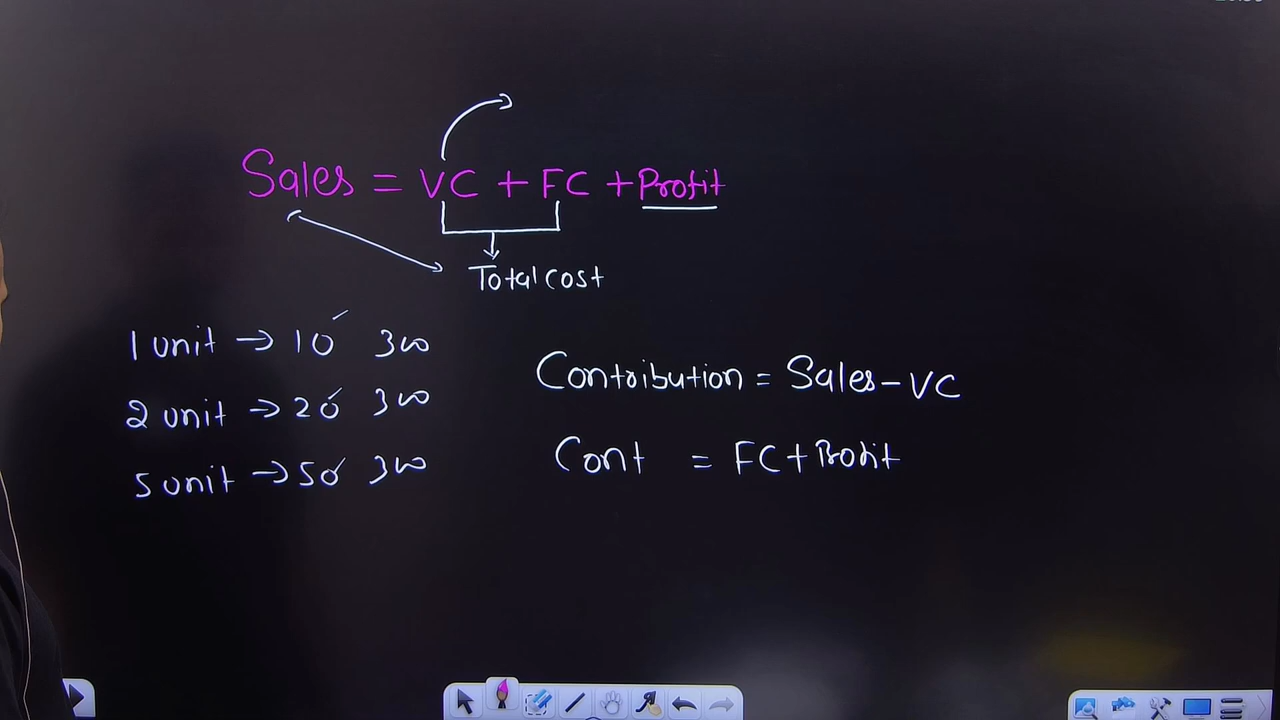 Sales = VC + FC + Profit
Total cost
1 unit → 10 300
2 unit → 20 300
5 unit → 50 300
Contribution = Sales - VC
Cont = FC + Profit